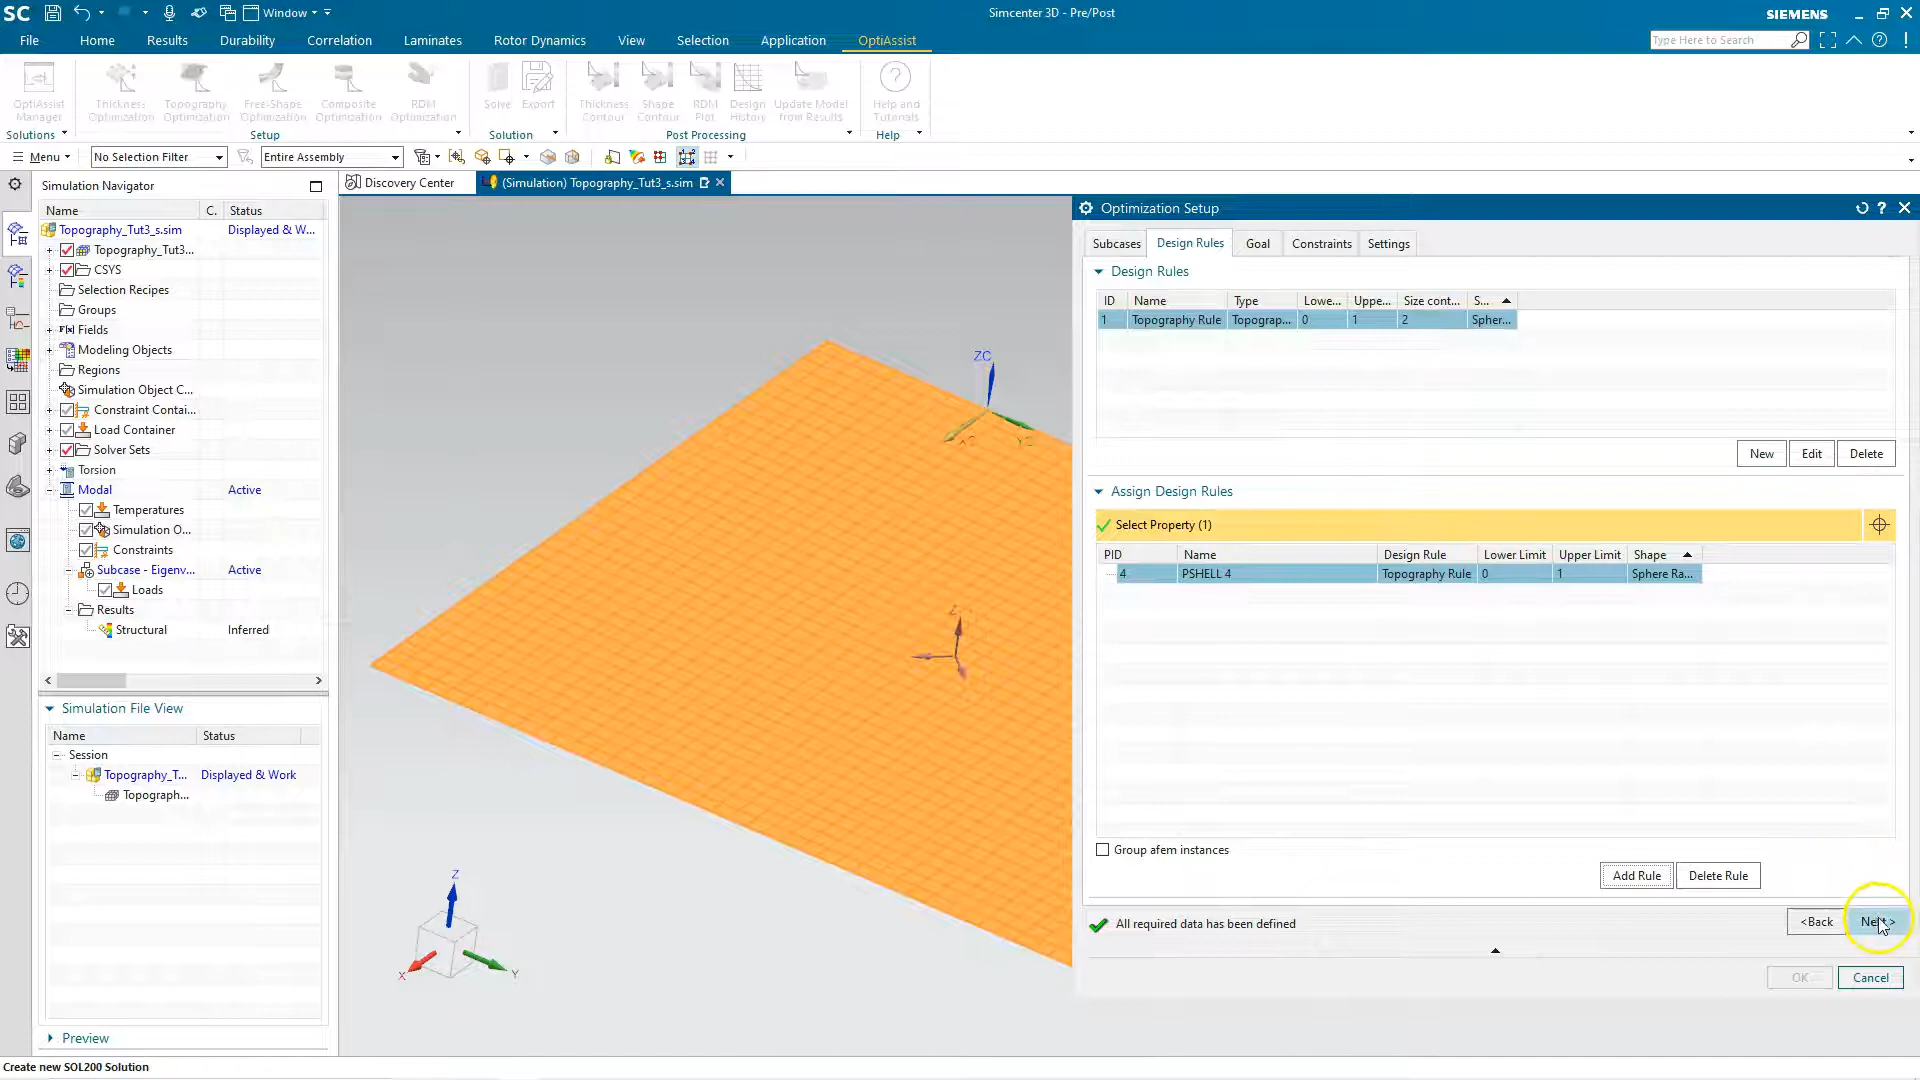 SC Window Simcenter 3D - Pre/Post SIEMENS
File Home Results Durability Correlation Laminates Rotor Dynamics View Selection Application OptiAssist Type Here to Search
OptiAssist Manager
Thickness Optimization
Topography Optimization
Free-Shape Optimization
Composite Optimization
RDM Optimization
Solve
Export
Thickness Contour
Shape Contour
RDM Plot
Design History
Update Model from Results
Help and Tutorials
Solutions Setup Solution Post Processing Help
Menu No Selection Filter Entire Assembly
Simulation Navigator
Discovery Center (Simulation) Topography_Tut3_s.sim
Name C. Status
Topography_Tut3_s.sim Displayed & W...
Topography_Tut3...
CSYS
Selection Recipes
Groups
Fields
Modeling Objects
Regions
Simulation Object C...
Constraint Contai...
Load Container
Solver Sets
Torsion
Modal Active
Temperatures
Simulation O...
Constraints
Subcase - Eigenv... Active
Loads
Results
Structural Inferred
Simulation File View
Name Status
Session
Topography_T... Displayed & Work
Topograph...
Preview
Create new SOL200 Solution
ZC
XC YC
Z
Z
X Y
Optimization Setup
Subcases Design Rules Goal Constraints Settings
Design Rules
ID Name Type Lowe... Uppe... Size cont... S...
1 Topography Rule Topograp... 0 1 2 Spher...
New Edit Delete
Assign Design Rules
Select Property (1)
PID Name Design Rule Lower Limit Upper Limit Shape
4 PSHELL 4 Topography Rule 0 1 Sphere Ra...
Group afem instances
Add Rule Delete Rule
All required data has been defined
<Back Next>
OK Cancel